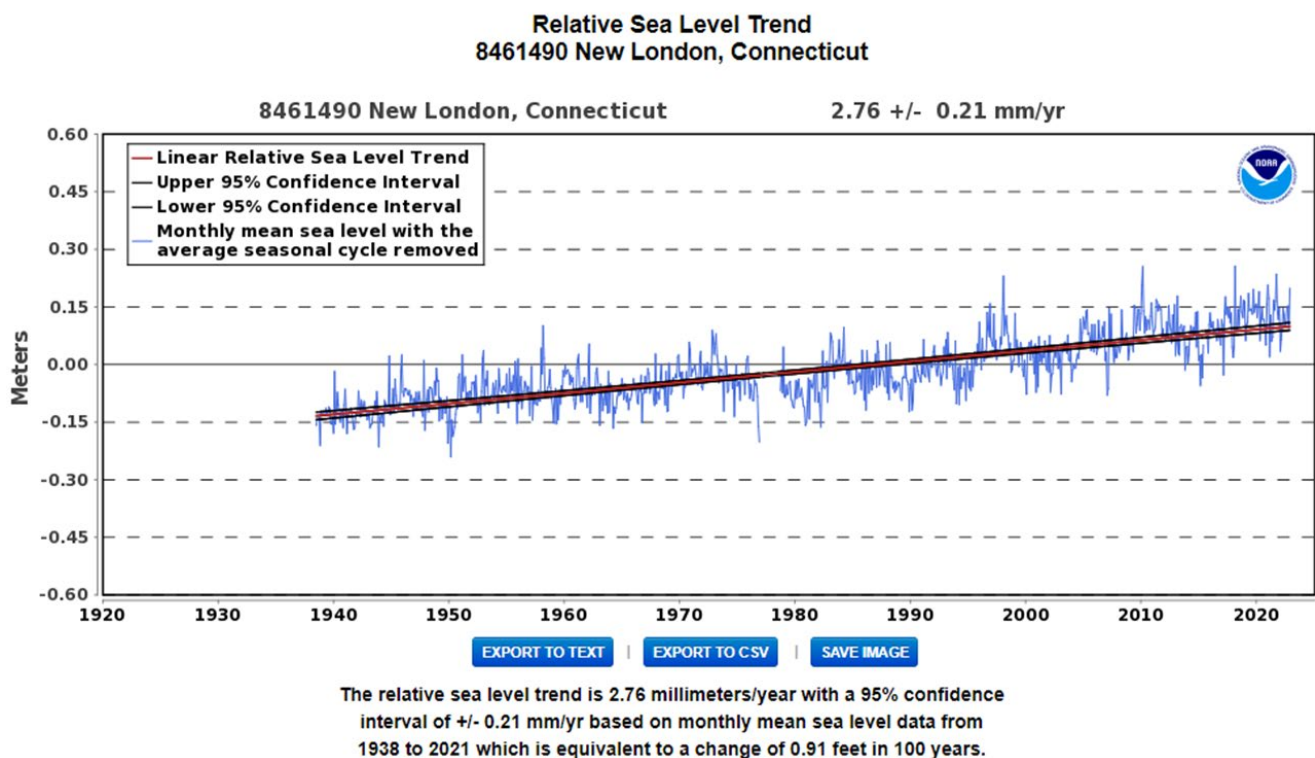 Relative Sea Level Trend
8461490 New London, Connecticut
8461490 New London, Connecticut 2.76 +/- 0.21 mm/yr
0.60
0.45
0.30
0.15
0.00
-0.15
-0.30
-0.45
-0.60
Meters
Linear Relative Sea Level Trend
Upper 95% Confidence Interval
Lower 95% Confidence Interval
Monthly mean sea level with the
average seasonal cycle removed
NOAA
1920 1930 1940 1950 1960 1970 1980 1990 2000 2010 2020
EXPORT TO TEXT | EXPORT TO CSV | SAVE IMAGE
The relative sea level trend is 2.76 millimeters/year with a 95% confidence
interval of +/- 0.21 mm/yr based on monthly mean sea level data from
1938 to 2021 which is equivalent to a change of 0.91 feet in 100 years.